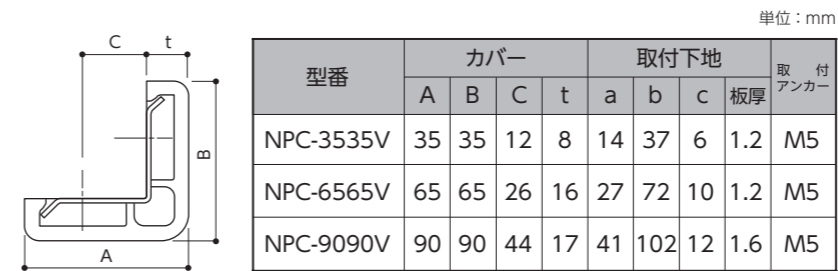 単位：mm
C t
B
A
型番 カバー 取付下地 取 付 アンカー
A B C t a b c 板厚
NPC-3535V 35 35 12 8 14 37 6 1.2 M5
NPC-6565V 65 65 26 16 27 72 10 1.2 M5
NPC-9090V 90 90 44 17 41 102 12 1.6 M5